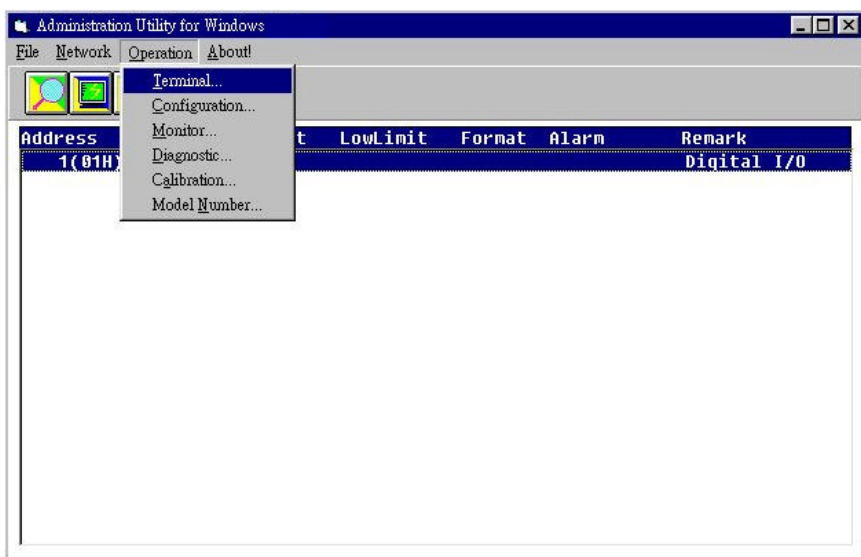 Administration Utility for Windows
File Network Operation About!
Terminal...
Configuration...
Monitor...
Diagnostic...
Calibration...
Model Number...
Address t LowLimit Format Alarm Remark
1(01H) Digital I/O